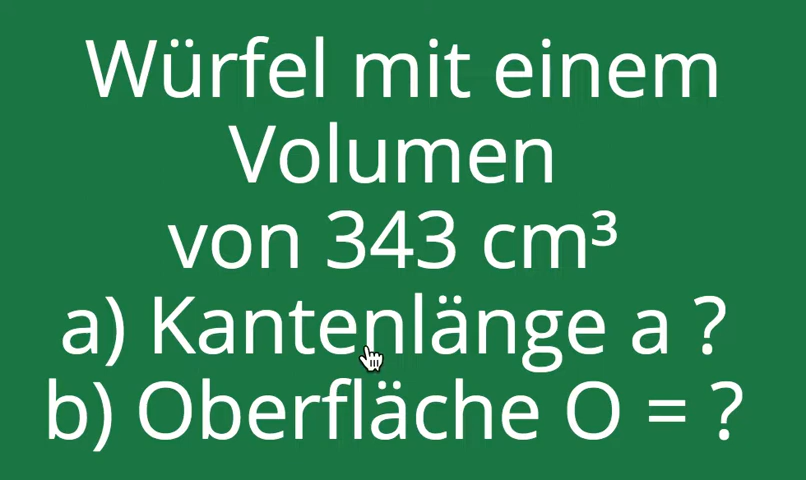 Würfel mit einem
Volumen
von 343 cm³
a) Kantenlänge a ?
b) Oberfläche O = ?